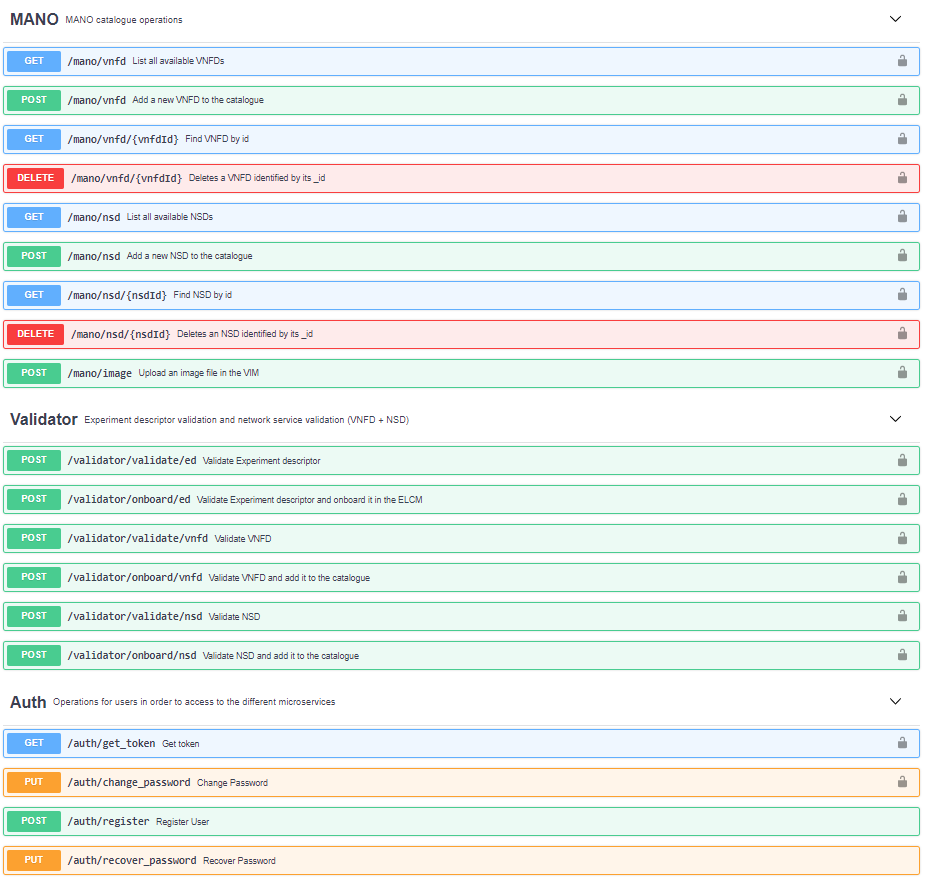 MANO MANO catalogue operations
GET /mano/vnfd List all available VNFDs
POST /mano/vnfd Add a new VNFD to the catalogue
GET /mano/vnfd/{vnfdId} Find VNFD by id
DELETE /mano/vnfd/{vnfdId} Deletes a VNFD identified by its _id
GET /mano/nsd List all available NSDs
POST /mano/nsd Add a new NSD to the catalogue
GET /mano/nsd/{nsdId} Find NSD by id
DELETE /mano/nsd/{nsdId} Deletes an NSD identified by its _id
POST /mano/image Upload an image file in the VIM
Validator Experiment descriptor validation and network service validation (VNFD + NSD)
POST /validator/validate/ed Validate Experiment descriptor
POST /validator/onboard/ed Validate Experiment descriptor and onboard it in the ELCM
POST /validator/validate/vnfd Validate VNFD
POST /validator/onboard/vnfd Validate VNFD and add it to the catalogue
POST /validator/validate/nsd Validate NSD
POST /validator/onboard/nsd Validate NSD and add it to the catalogue
Auth Operations for users in order to access to the different microservices
GET /auth/get_token Get token
PUT /auth/change_password Change Password
POST /auth/register Register User
PUT /auth/recover_password Recover Password